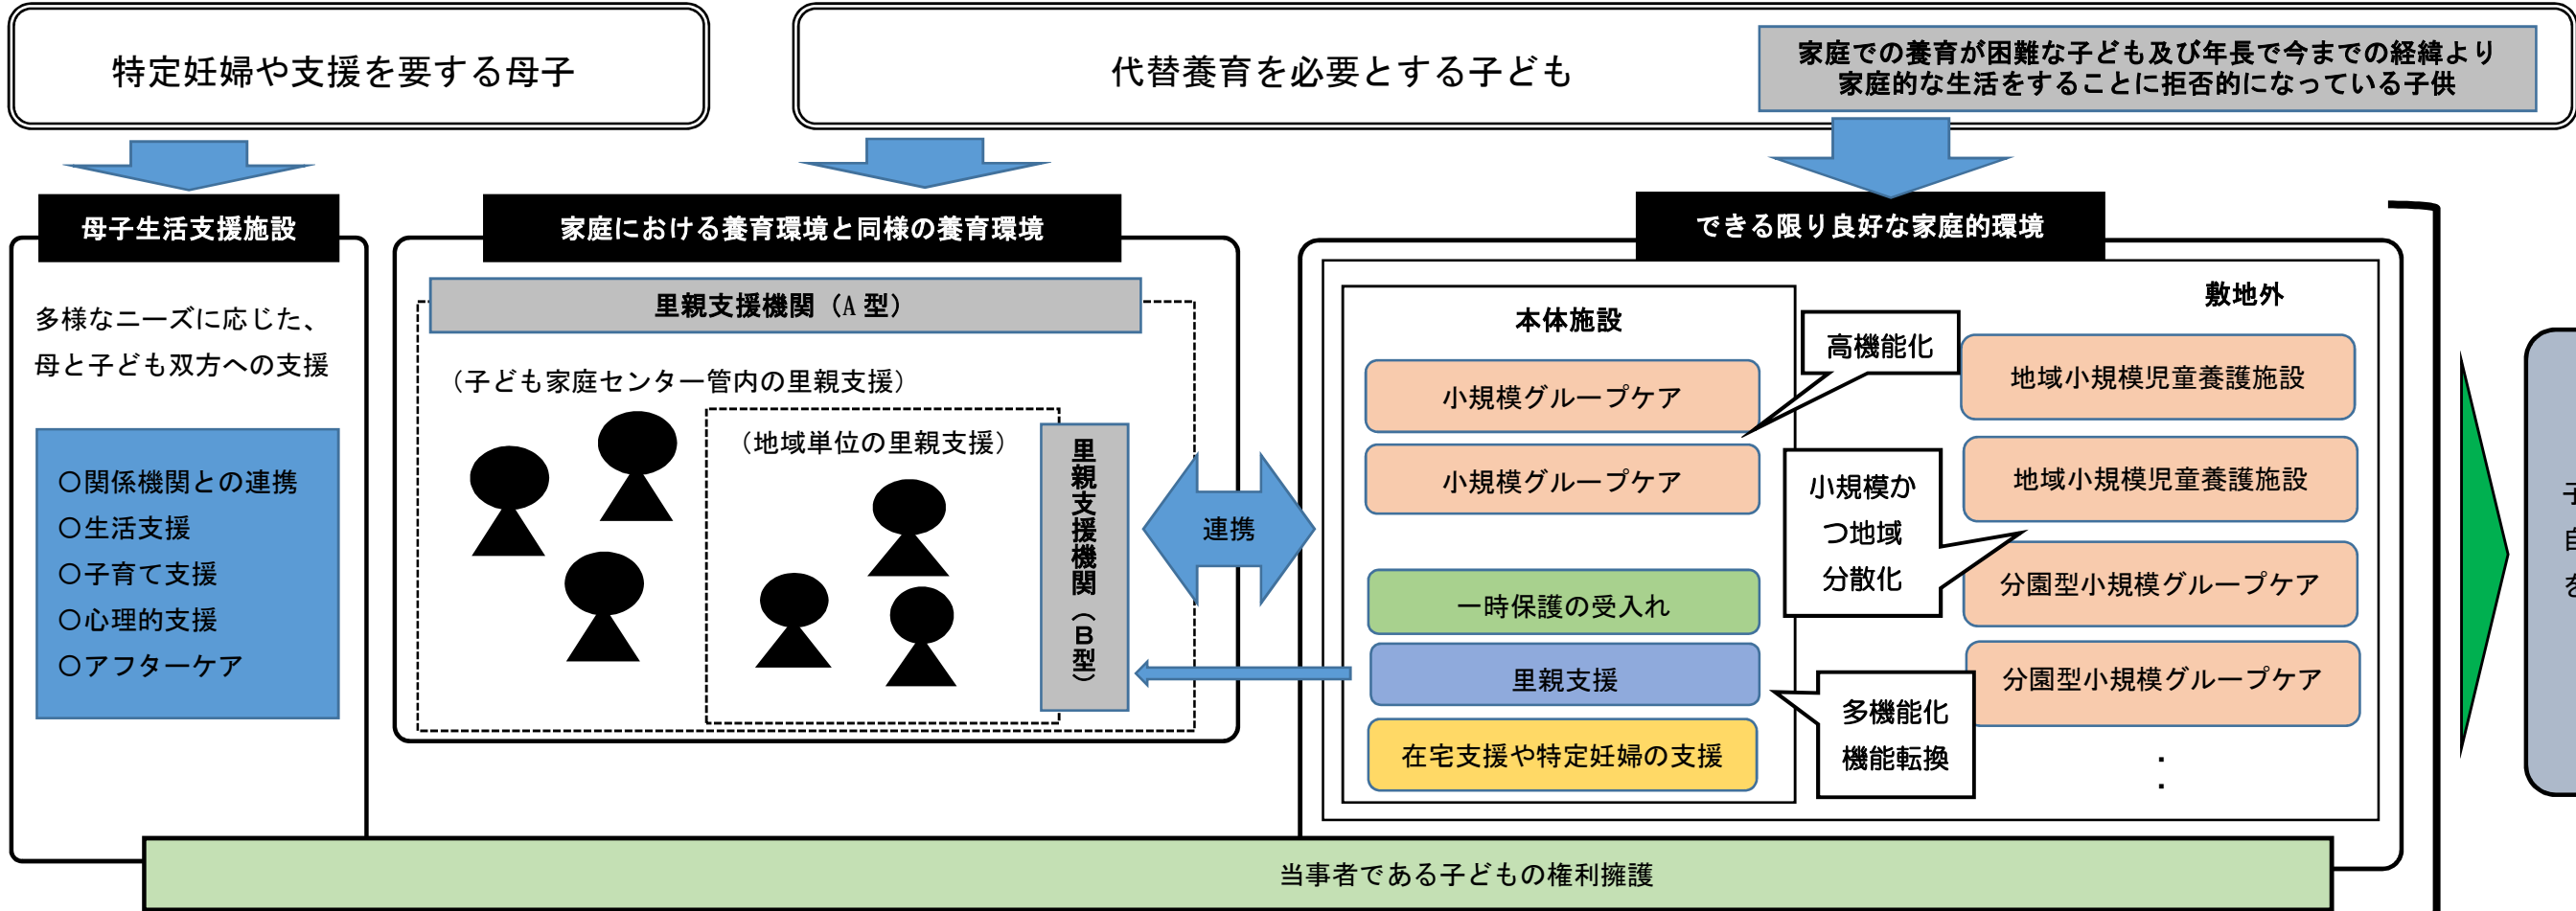 特定妊婦や支援を要する母子
代替養育を必要とする子ども
家庭での養育が困難な子ども及び年長で今までの経緯より
家庭的な生活をすることに拒否的になっている子供
母子生活支援施設
多様なニーズに応じた、
母と子ども双方への支援
○関係機関との連携
○生活支援
○子育て支援
○心理的支援
○アフターケア
家庭における養育環境と同様の養育環境
里親支援機関（A 型）
（子ども家庭センター管内の里親支援）
（地域単位の里親支援）
里親支援機関（B型）
連携
できる限り良好な家庭的環境
本体施設
小規模グループケア
小規模グループケア
一時保護の受入れ
里親支援
在宅支援や特定妊婦の支援
高機能化
小規模か
つ地域
分散化
多機能化
機能転換
敷地外
地域小規模児童養護施設
地域小規模児童養護施設
分園型小規模グループケア
分園型小規模グループケア
・
・
当事者である子どもの権利擁護